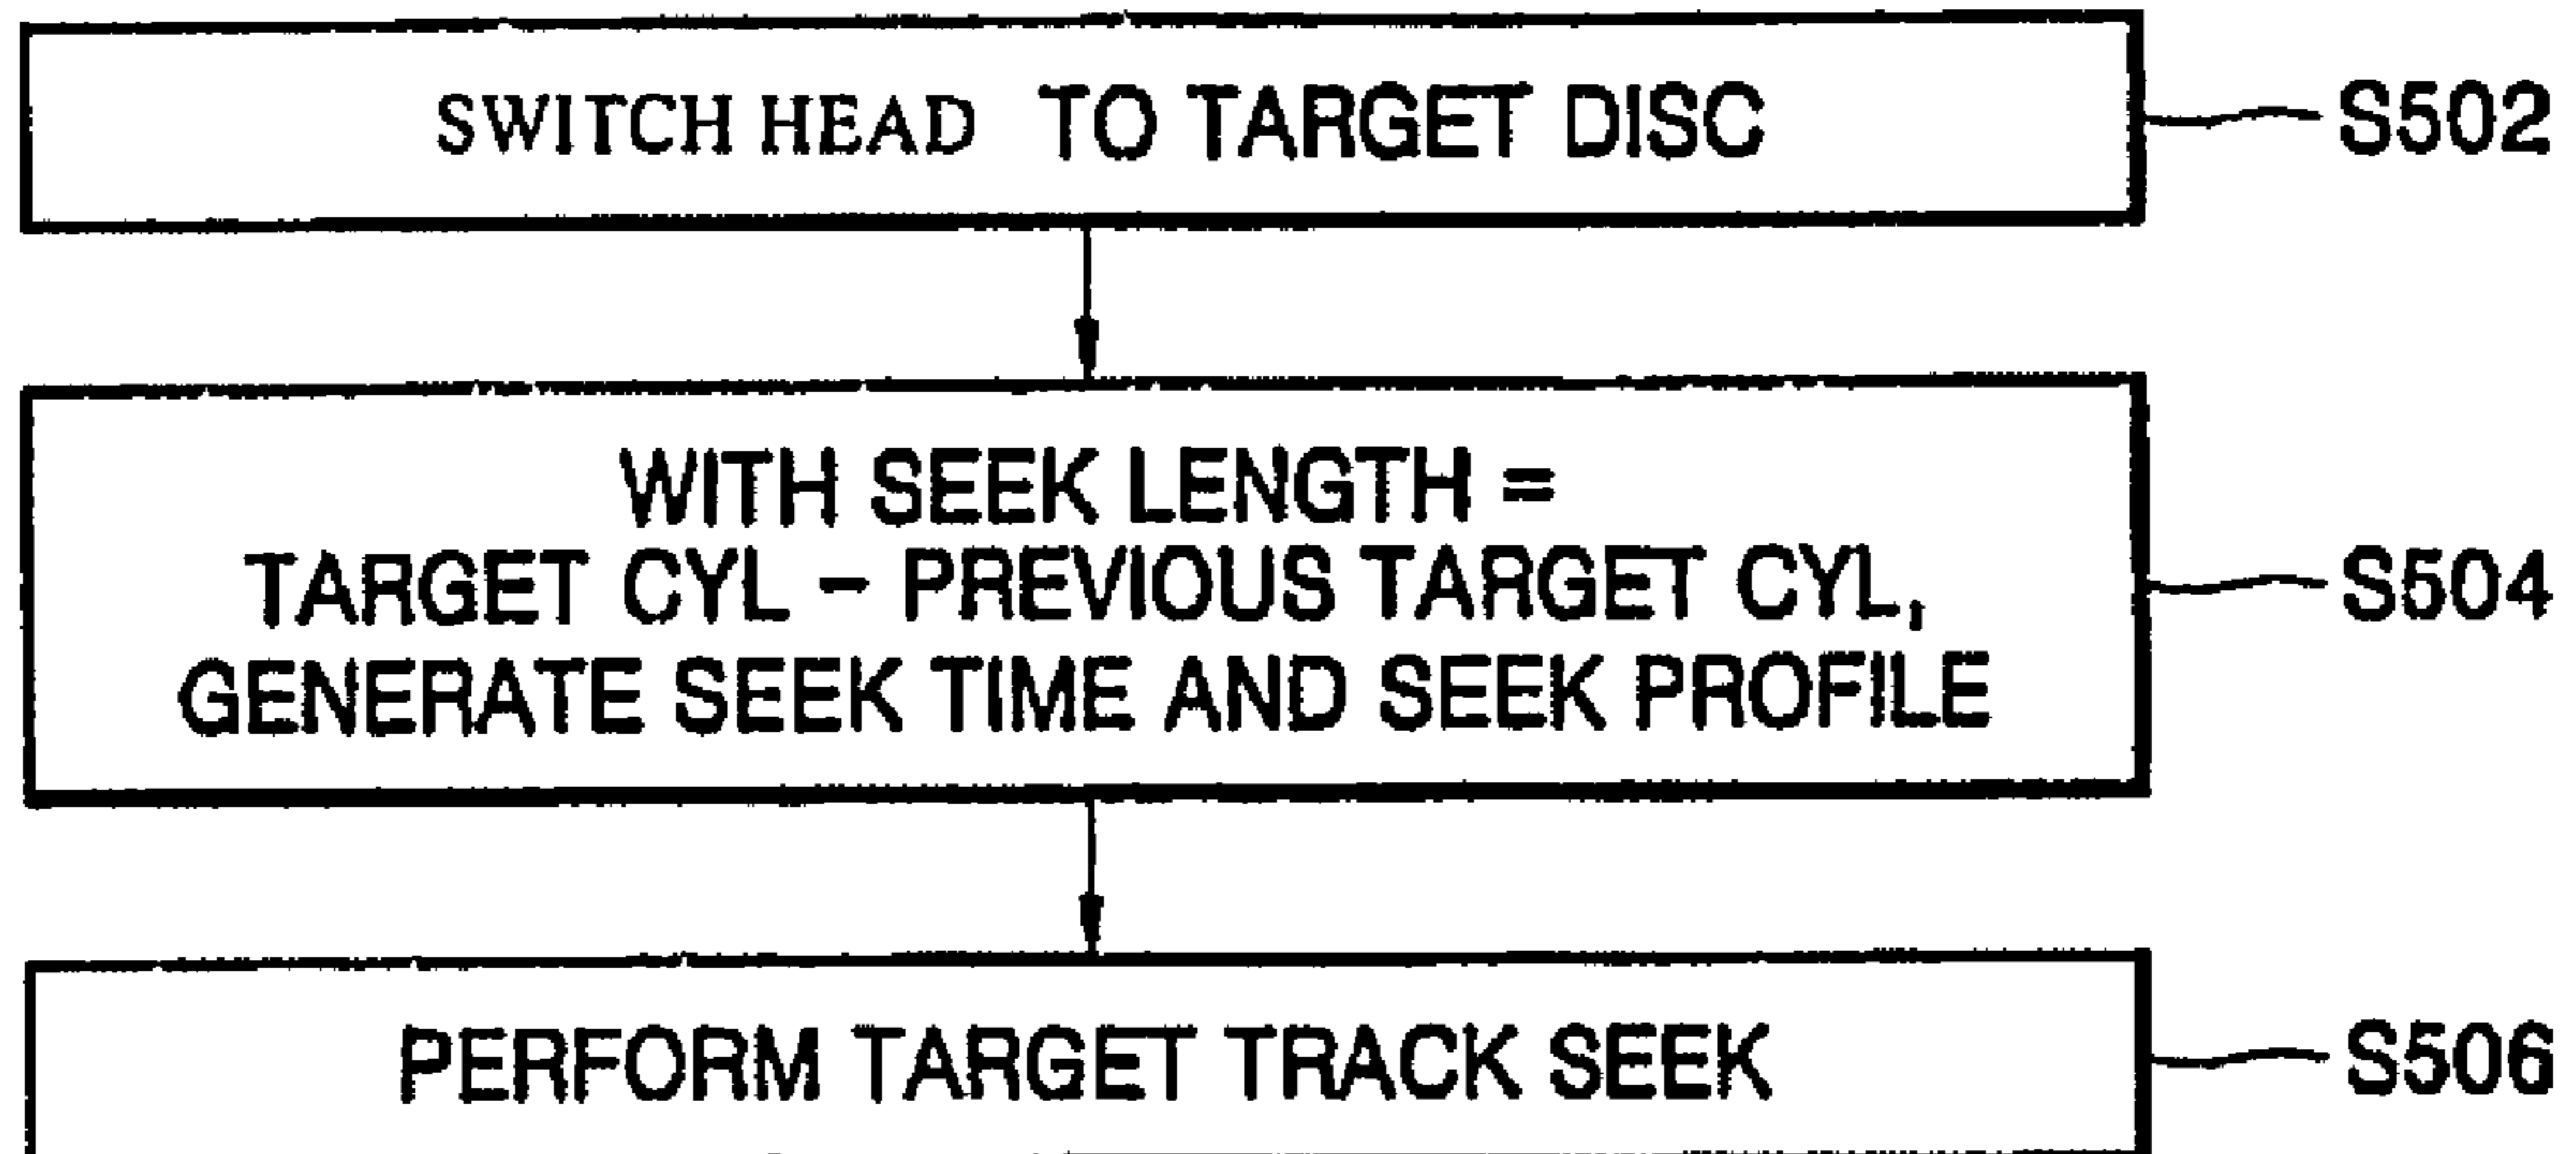 SWITCH HEAD TO TARGET DISC
S502
WITH SEEK LENGTH =
TARGET CYL – PREVIOUS TARGET CYL,
GENERATE SEEK TIME AND SEEK PROFILE
S504
PERFORM TARGET TRACK SEEK
S506